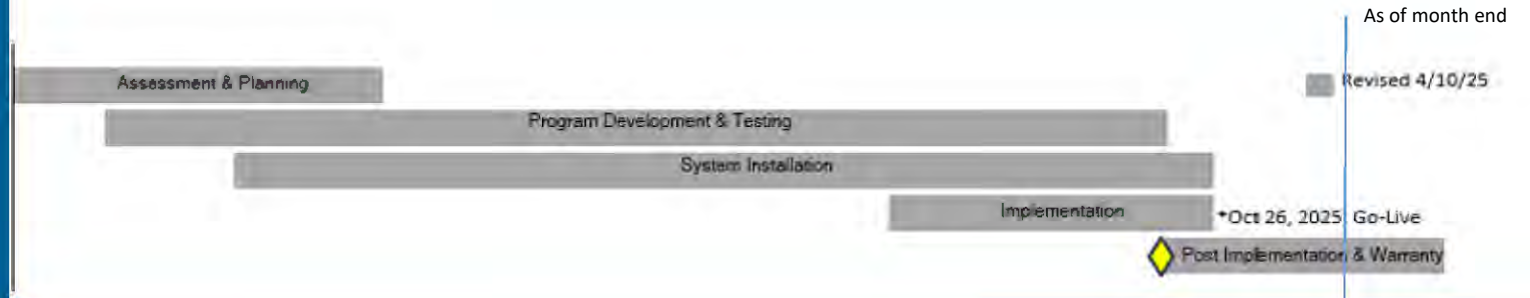 As of month end
Assessment & Planning
Revised 4/10/25
Program Development & Testing
System Installation
Implementation
*Oct 26, 2025 Go-Live
Post Implementation & Warranty